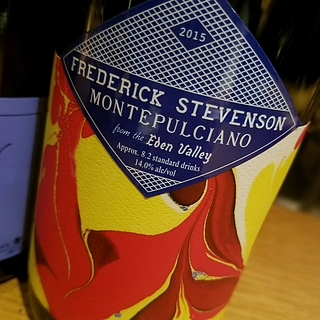 2015
FREDERICK STEVENSON
MONTEPULCIANO
from the Eden Valley
Approx. 8.2 standard drinks
14.0% alc/vol